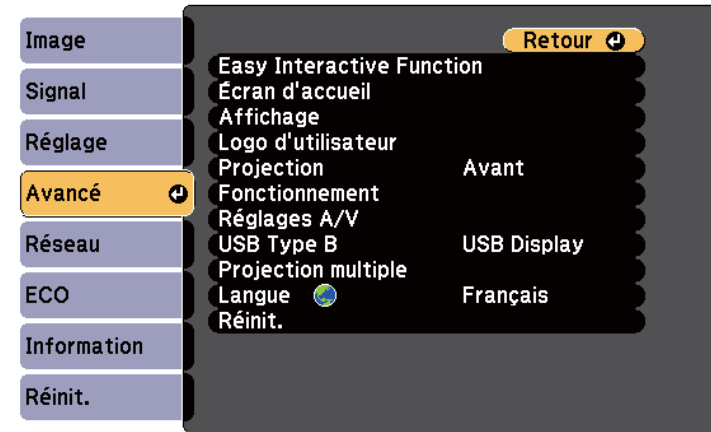 Image
Signal
Réglage
Avancé
Réseau
ECO
Information
Réinit.
Retour
Easy Interactive Function
Écran d'accueil
Affichage
Logo d'utilisateur
Projection Avant
Fonctionnement
Réglages A/V
USB Type B USB Display
Projection multiple
Langue Français
Réinit.